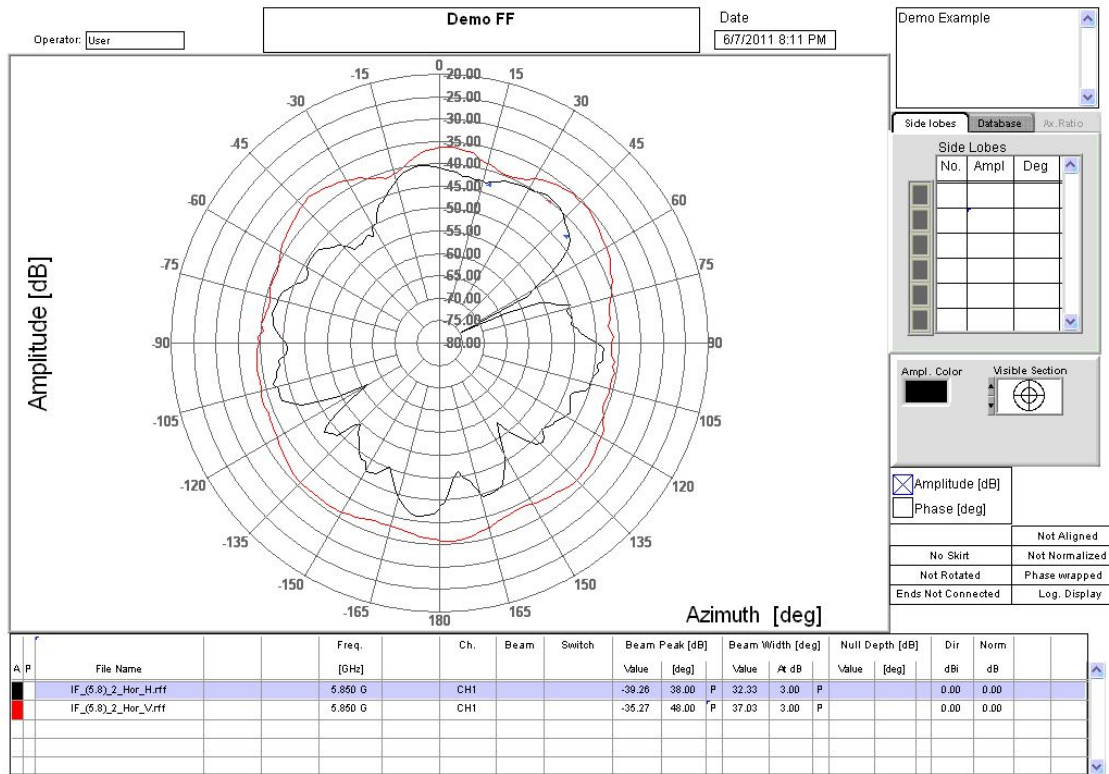 Demo FF
Operator: User
Date
6/7/2011 8:11 PM
Demo Example
Side lobes Database Ax.Ratio
Side Lobes
No. Ampl Deg
Ampl. Color Visible Section
Amplitude [dB]
Phase [deg]
Not Aligned
No Skirt Not Normalized
Not Rotated Phase wrapped
Ends Not Connected Log. Display
Amplitude [dB]
Azimuth [deg]
0
15
30
45
60
75
90
105
120
135
150
165
180
-165
-150
-135
-120
-105
-90
-75
-60
-45
-30
-15
-20.00
-25.00
-30.00
-35.00
-40.00
-45.00
-50.00
-55.00
-60.00
-65.00
-70.00
-75.00
-80.00
Freq. Ch. Beam Switch Beam Peak [dB] Beam Width [deg] Null Depth [dB] Dir Norm
A P File Name [GHz] Value [deg] Value At dB Value [deg] dBi dB
IF_(5.8)_2_Hor_H.rff 5.850 G CH1 -39.26 38.00 P 32.33 3.00 P 0.00 0.00
IF_(5.8)_2_Hor_V.rff 5.850 G CH1 -35.27 48.00 P 37.03 3.00 P 0.00 0.00